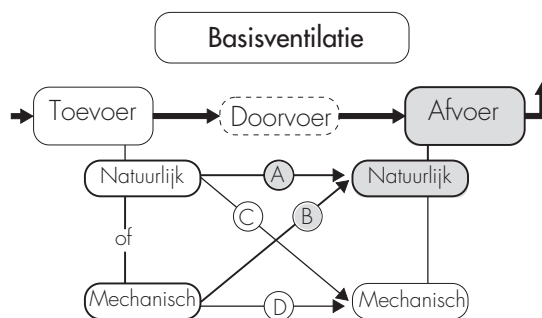 Basisventilatie
Toevoer
Doorvoer
Afvoer
Natuurlijk
A
Natuurlijk
C
B
of
Mechanisch
D
Mechanisch